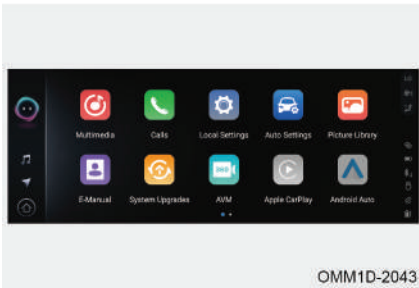 Multimedia
Calls
Local Settings
Auto Settings
Picture Library
E-Manual
System Upgrades
AVM
Apple CarPlay
Android Auto
OMM1D-2043